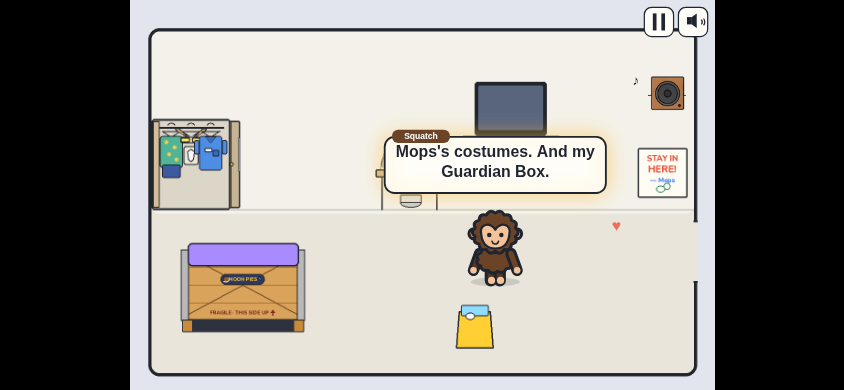 Squatch
Mops's costumes. And my
Guardian Box.
STAY IN
HERE!
— Mops
MOON PIES
FRAGILE · THIS SIDE UP